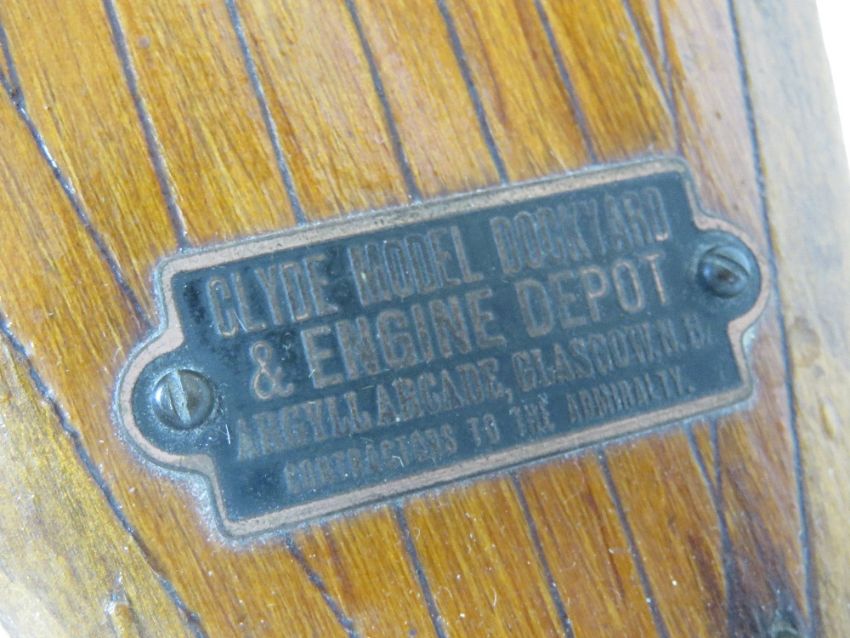 CLYDE MODEL DOCKYARD
& ENGINE DEPOT
ARGYLL ARCADE, GLASGOW.N.B.
CONTRACTORS TO THE ADMIRALTY.